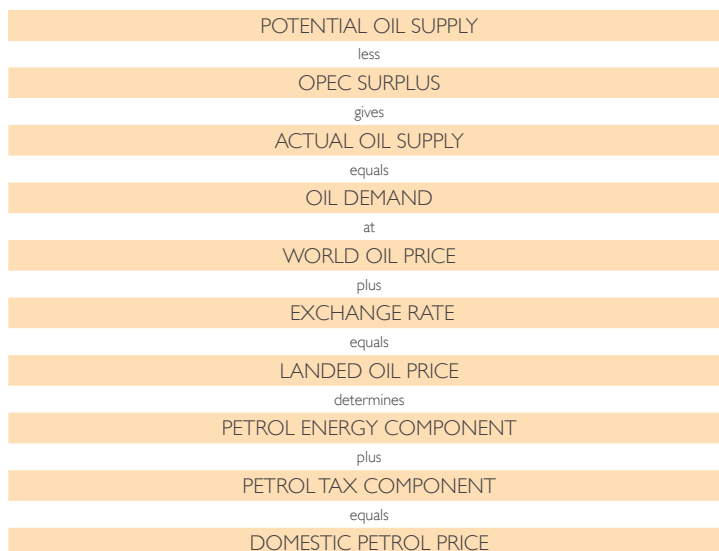 POTENTIAL OIL SUPPLY
less
OPEC SURPLUS
gives
ACTUAL OIL SUPPLY
equals
OIL DEMAND
at
WORLD OIL PRICE
plus
EXCHANGE RATE
equals
LANDED OIL PRICE
determines
PETROL ENERGY COMPONENT
plus
PETROL TAX COMPONENT
equals
DOMESTIC PETROL PRICE